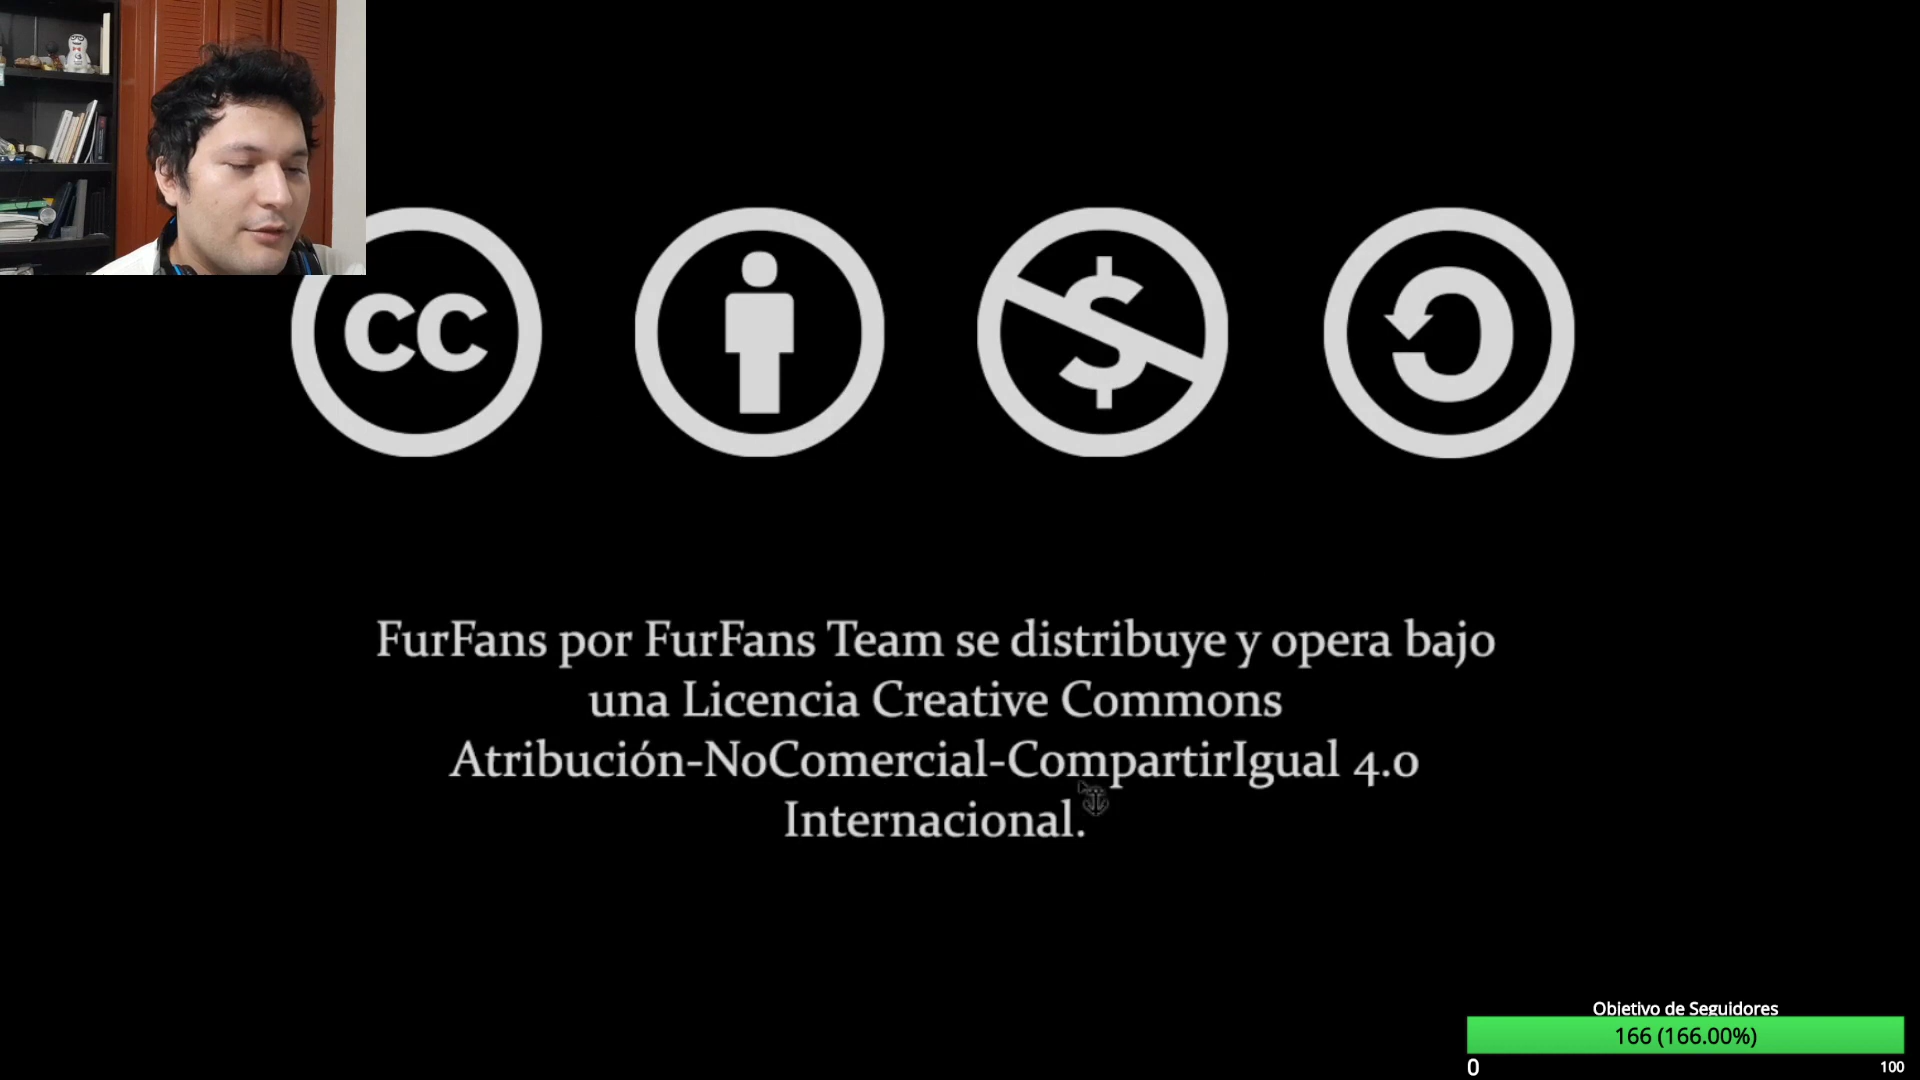 cc
$
FurFans por FurFans Team se distribuye y opera bajo
una Licencia Creative Commons
Atribución-NoComercial-CompartirIgual 4.0
Internacional.
Objetivo de Seguidores
166 (166.00%)
0
100